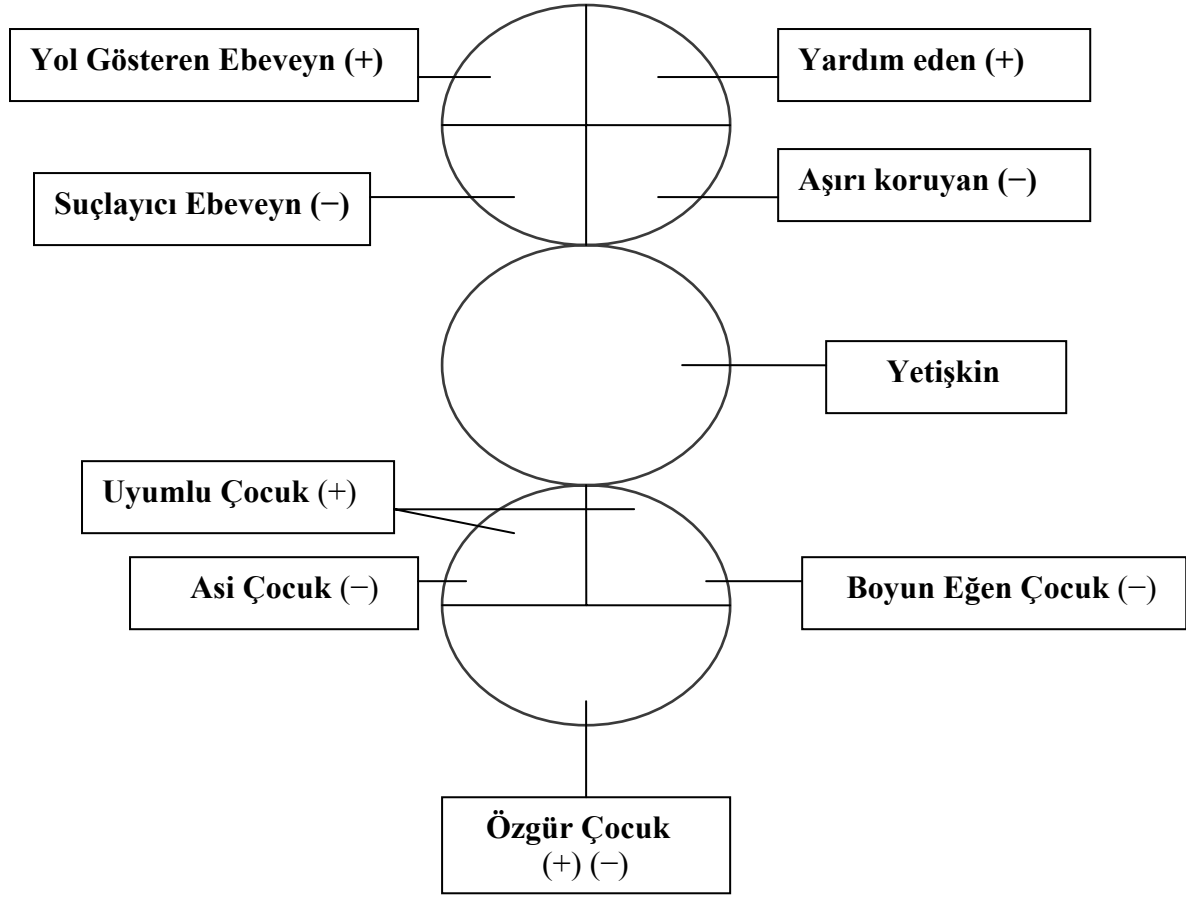 Yol Gösteren Ebeveyn (+)
Yardım eden (+)
Suçlayıcı Ebeveyn (−)
Aşırı koruyan (−)
Yetişkin
Uyumlu Çocuk (+)
Asi Çocuk (−)
Boyun Eğen Çocuk (−)
Özgür Çocuk
(+) (−)